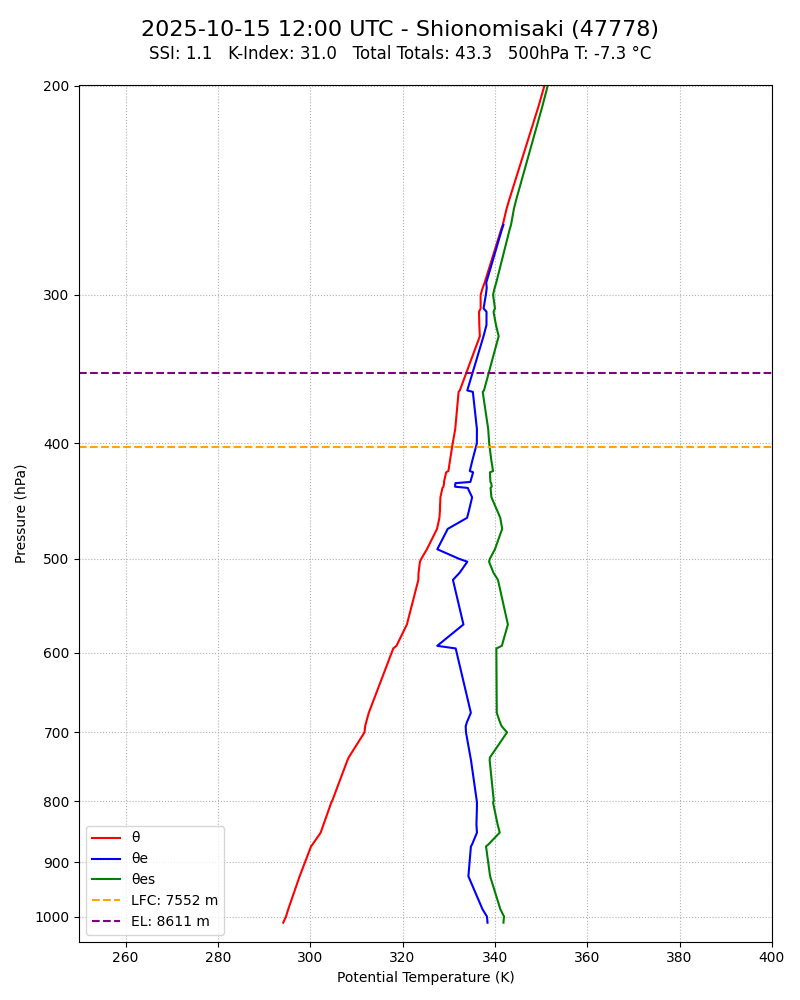 2025-10-15 12:00 UTC - Shionomisaki (47778)
SSI: 1.1   K-Index: 31.0   Total Totals: 43.3   500hPa T: -7.3 °C
200
300
400
500
600
700
800
900
1000
Pressure (hPa)
θ
θe
θes
LFC: 7552 m
EL: 8611 m
260 280 300 320 340 360 380 400
Potential Temperature (K)